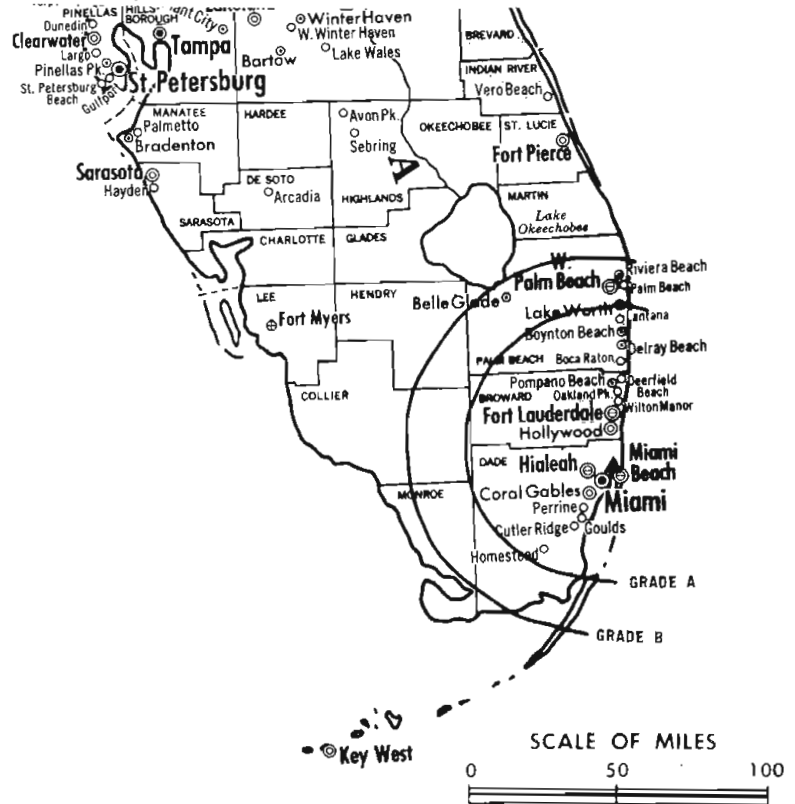 PINELLAS
HILLS-
BOROUGH
Plant City
Dunedin
Clearwater
Largo
Tampa
Pinellas Pk.
St. Petersburg
St. Petersburg
Beach
Gulfport
Winter Haven
W. Winter Haven
Bartow
Lake Wales
BREVARD
INDIAN RIVER
Vero Beach
MANATEE
HARDEE
Avon Pk.
OKEECHOBEE
ST. LUCIE
Palmetto
Bradenton
Sebring
Fort Pierce
A
Sarasota
Hayden
DE SOTO
Arcadia
HIGHLANDS
MARTIN
Lake
Okeechobee
SARASOTA
CHARLOTTE
GLADES
W.
Palm Beach
Riviera Beach
Palm Beach
LEE
HENDRY
Belle Glade
Fort Myers
Lake Worth
Lantana
Boynton Beach
Delray Beach
PALM BEACH
Boca Raton
COLLIER
Pompano Beach
Deerfield
Beach
BROWARD
Oakland Pk.
Wilton Manor
Fort Lauderdale
Hollywood
DADE
Hialeah
Miami
Beach
MONROE
Coral Gables
Miami
Perrine
Cutler Ridge
Goulds
Homestead
GRADE A
GRADE B
Key West
SCALE OF MILES
0 50 100